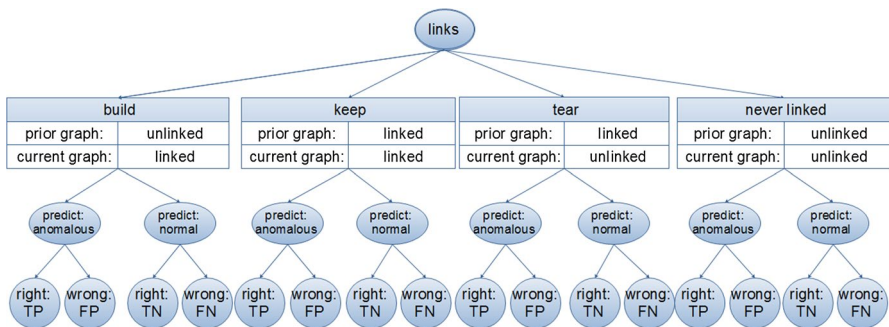 links
build keep tear never linked
prior graph: unlinked prior graph: linked prior graph: linked prior graph: unlinked
current graph: linked current graph: linked current graph: unlinked current graph: unlinked
predict: predict: predict: predict: predict: predict: predict: predict:
anomalous normal anomalous normal anomalous normal anomalous normal
right: wrong: right: wrong: right: wrong: right: wrong: right: wrong: right: wrong: right: wrong: right: wrong:
TP FP TN FN TP FP TN FN TP FP TN FN TP FP TN FN